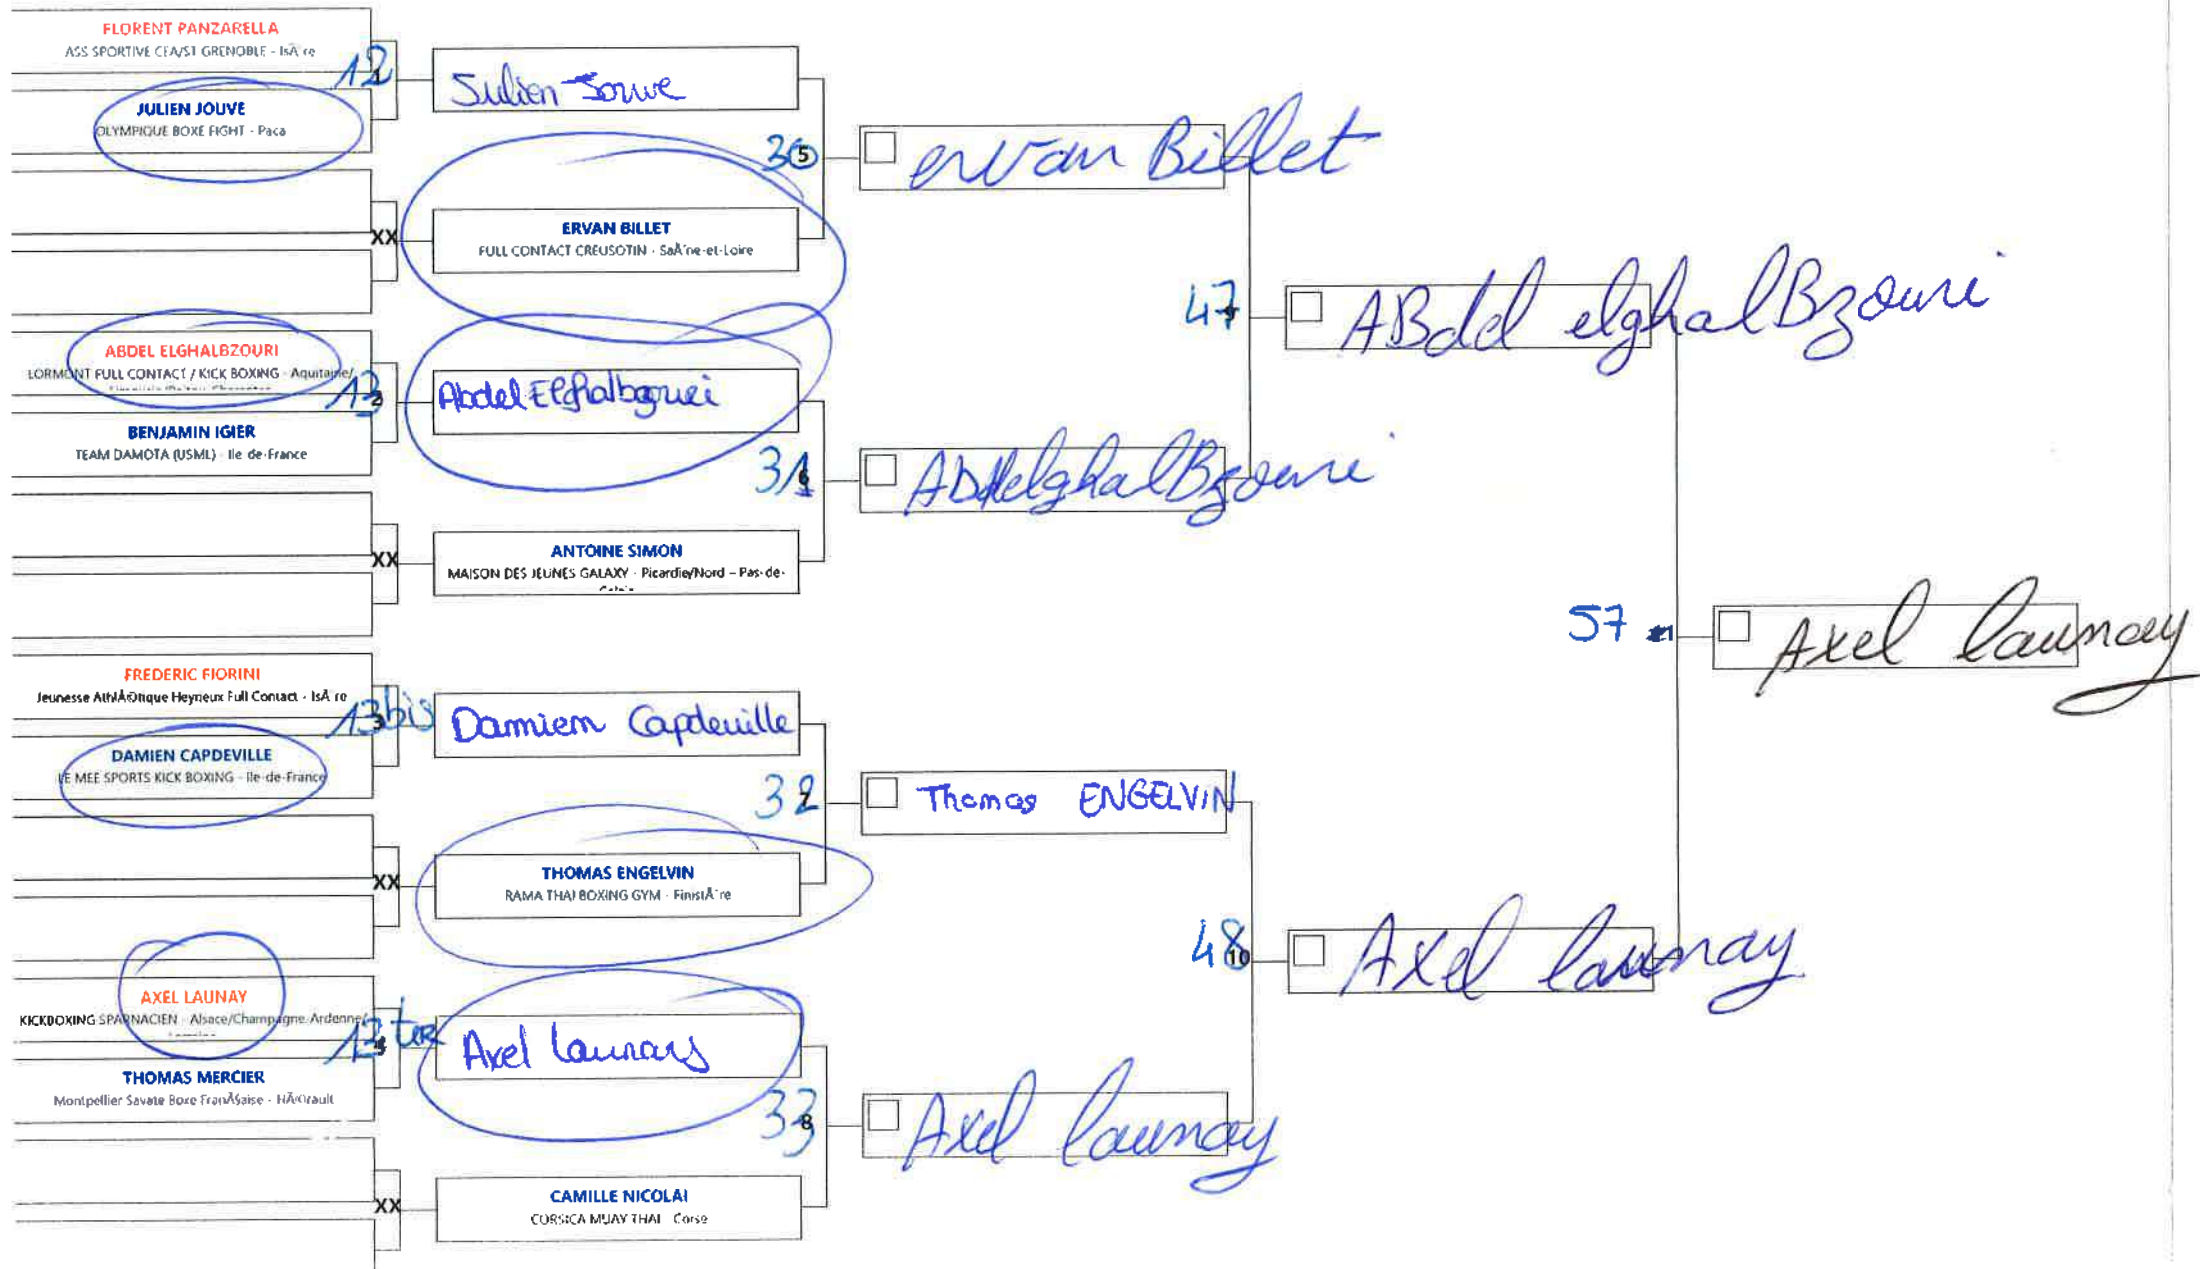 FLORENT PANZARELLA
ASS SPORTIVE CEA/ST GRENOBLE - IsÃ¨re
12
JULIEN JOUVE
OLYMPIQUE BOXE FIGHT - Paca
Julien Jouve
XX
30 5
ERVAN BILLET
FULL CONTACT CREUSOTIN - SaÃ´ne-et-Loire
ervan Billet
ABDEL ELGHALBZOURI
LORMONT FULL CONTACT / KICK BOXING - Aquitaine/
13 2
BENJAMIN IGIER
TEAM DAMOTA (USML) - Ile-de-France
Abdel Elghalbzouri
XX
31 6
ANTOINE SIMON
MAISON DES JEUNES GALAXY - Picardie/Nord – Pas-de-
Calais
ABdelghalBzouri
47
ABdel elghalBzouri
FREDERIC FIORINI
Jeunesse AthlÃ©tique Heyrieux Full Contact - IsÃ¨re
13bis
DAMIEN CAPDEVILLE
LE MEE SPORTS KICK BOXING - Ile-de-France
Damien Capdeville
XX
32
THOMAS ENGELVIN
RAMA THAI BOXING GYM - FinistÃ¨re
Thomas ENGELVIN
AXEL LAUNAY
KICKBOXING SPARNACIEN - Alsace/Champagne-Ardenne/
13 ter
THOMAS MERCIER
Montpellier Savate Boxe FranÃ§aise - HÃ©rault
Axel Launay
XX
33 8
CAMILLE NICOLAI
CORSICA MUAY THAI - Corse
Axel Launay
48 10
Axel Launay
57
Axel Launay